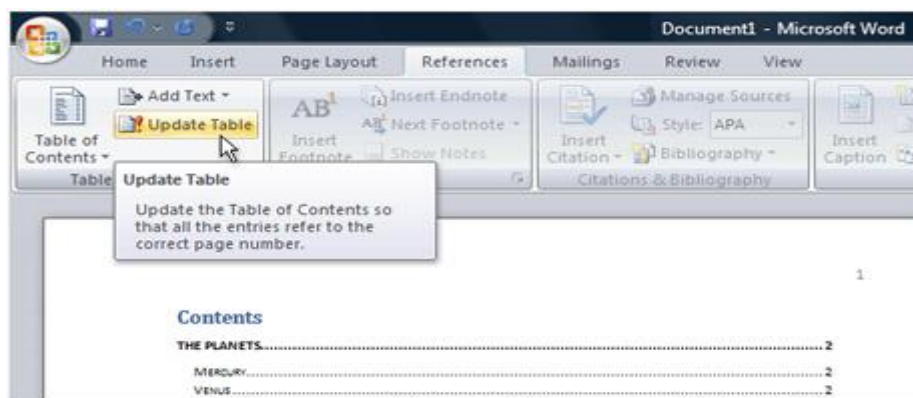 Document1 - Microsoft Word
Home Insert Page Layout References Mailings Review View
Add Text
Update Table
Table of
Contents
Table
AB1
Insert
Footnote
Insert Endnote
AB1 Next Footnote
Show Notes
Insert
Citation
Manage Sources
Style: APA
Bibliography
Citations & Bibliography
Insert
Caption
Update Table
Update the Table of Contents so
that all the entries refer to the
correct page number.
1
Contents
THE PLANETS 2
MERCURY 2
VENUS 2